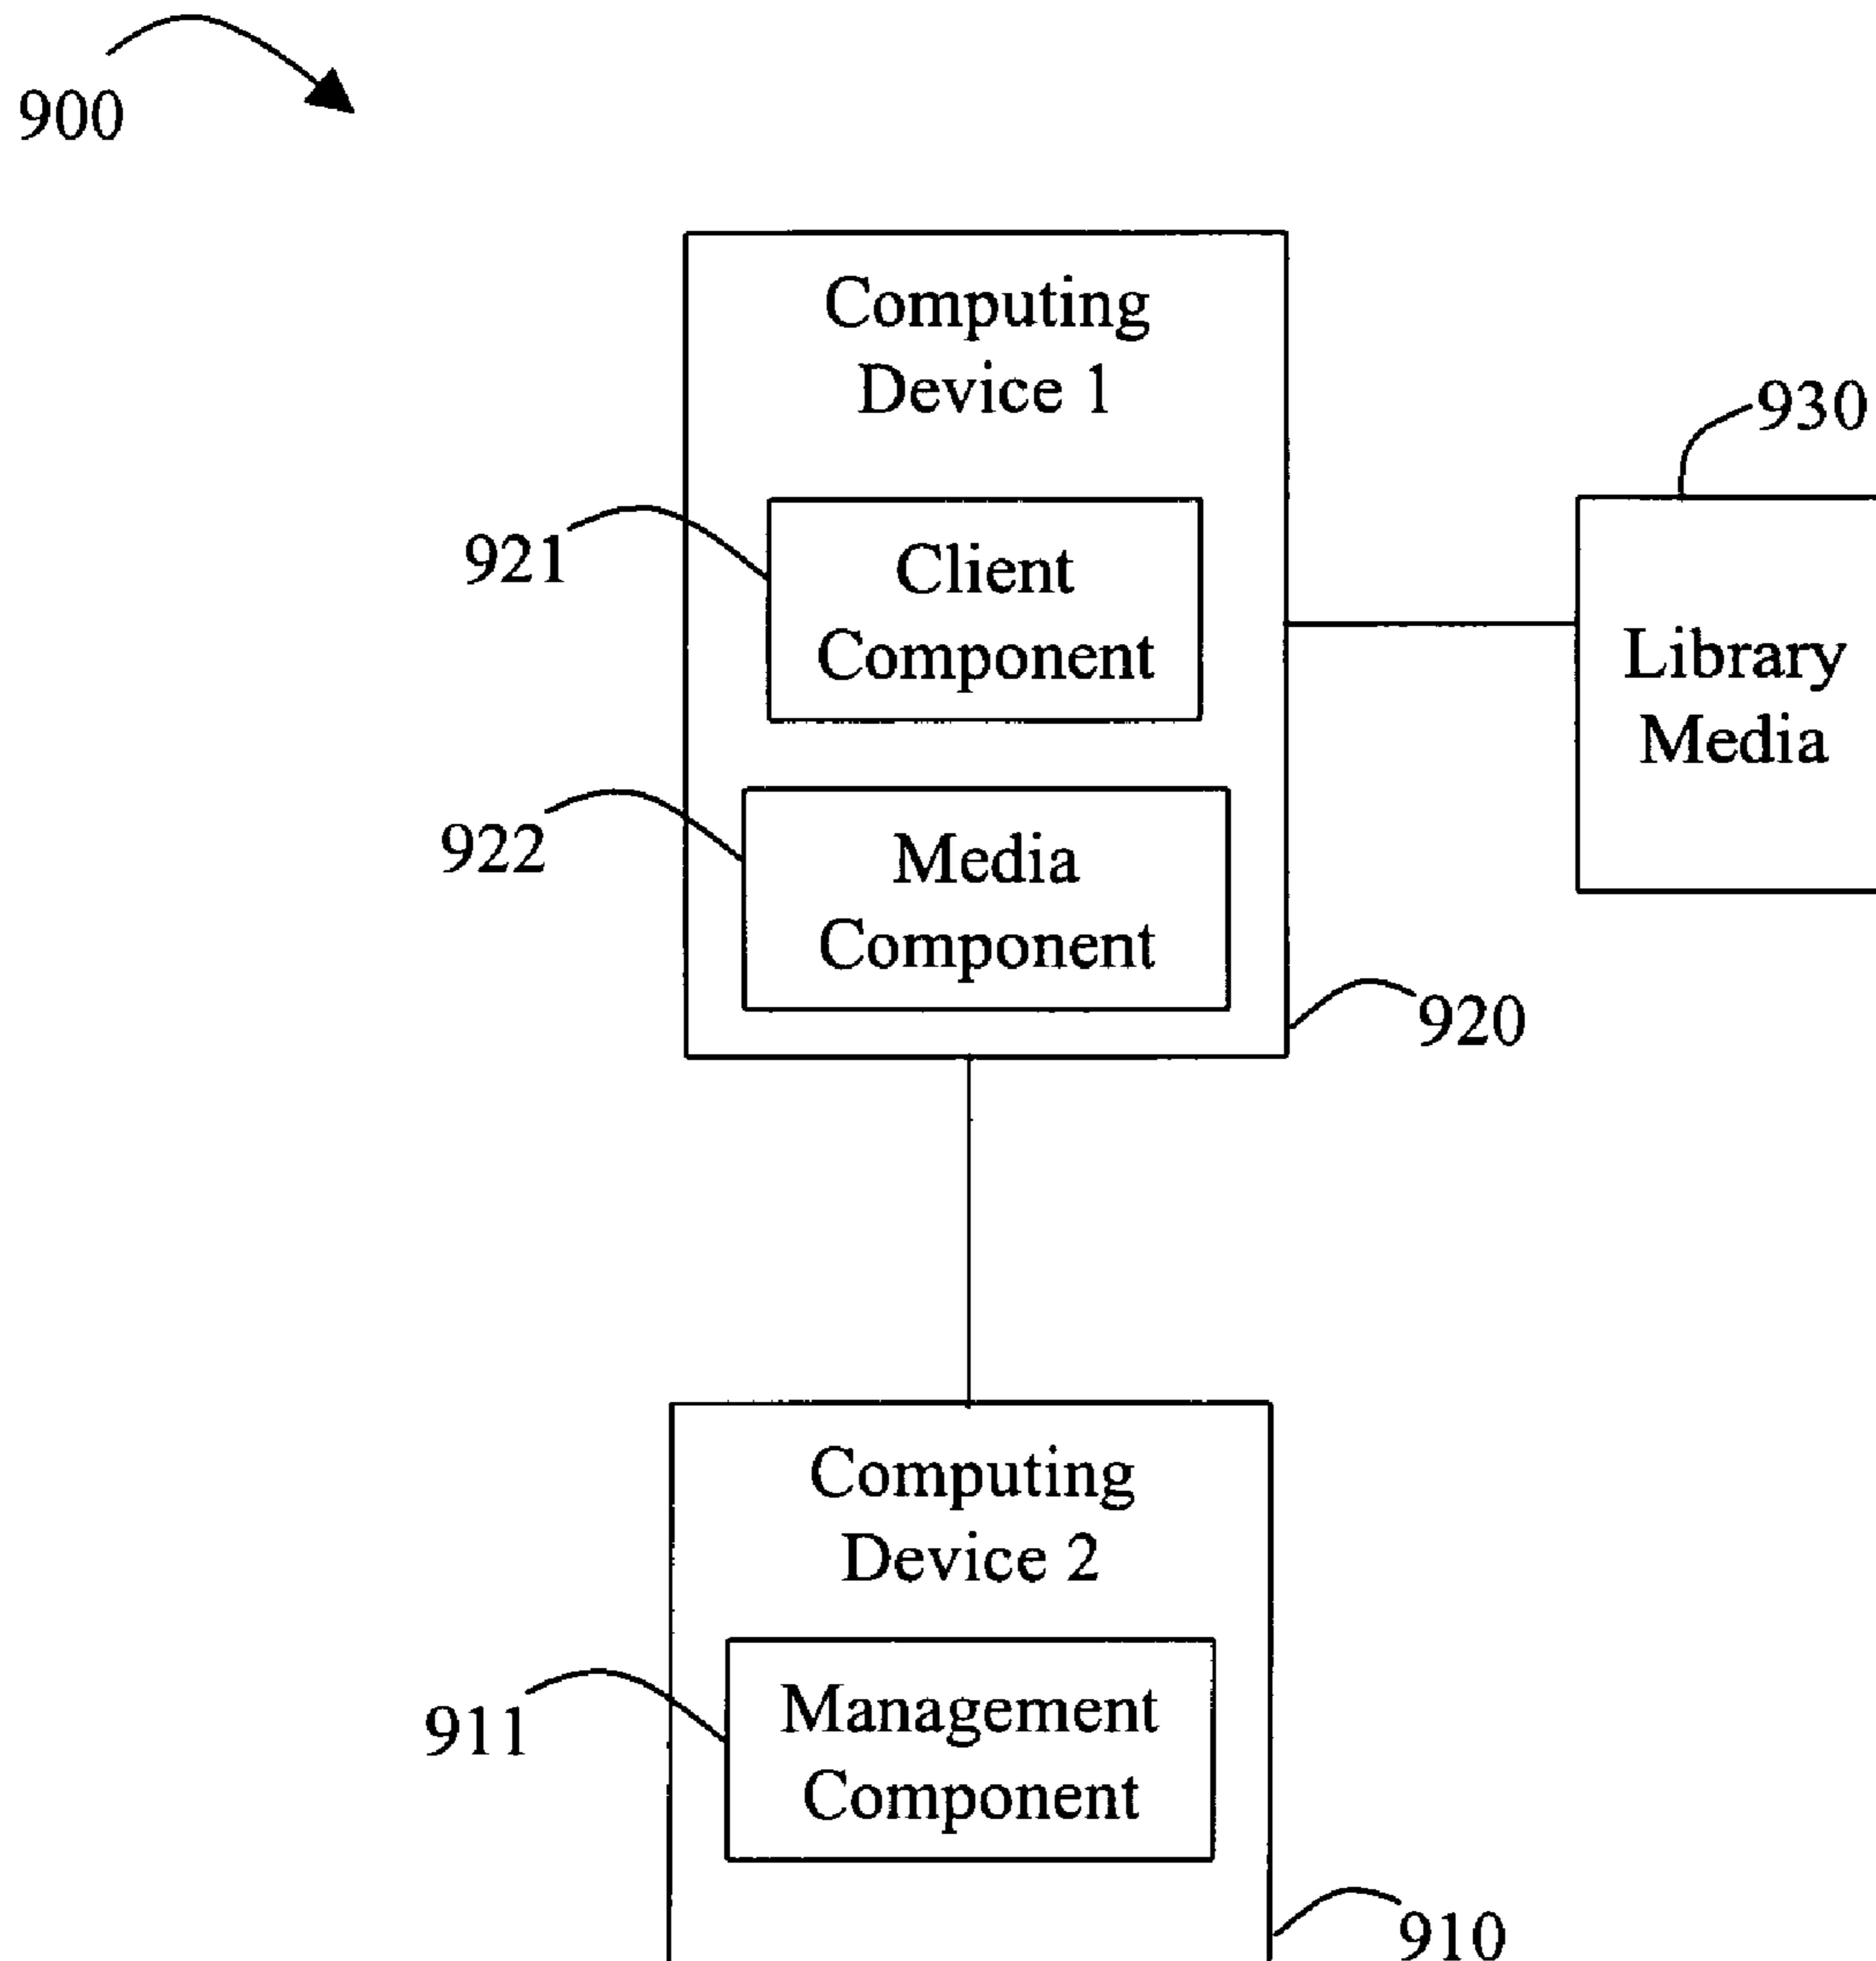 900
Computing
Device 1
930
921
Client
Component
Library
Media
922
Media
Component
920
Computing
Device 2
911
Management
Component
910